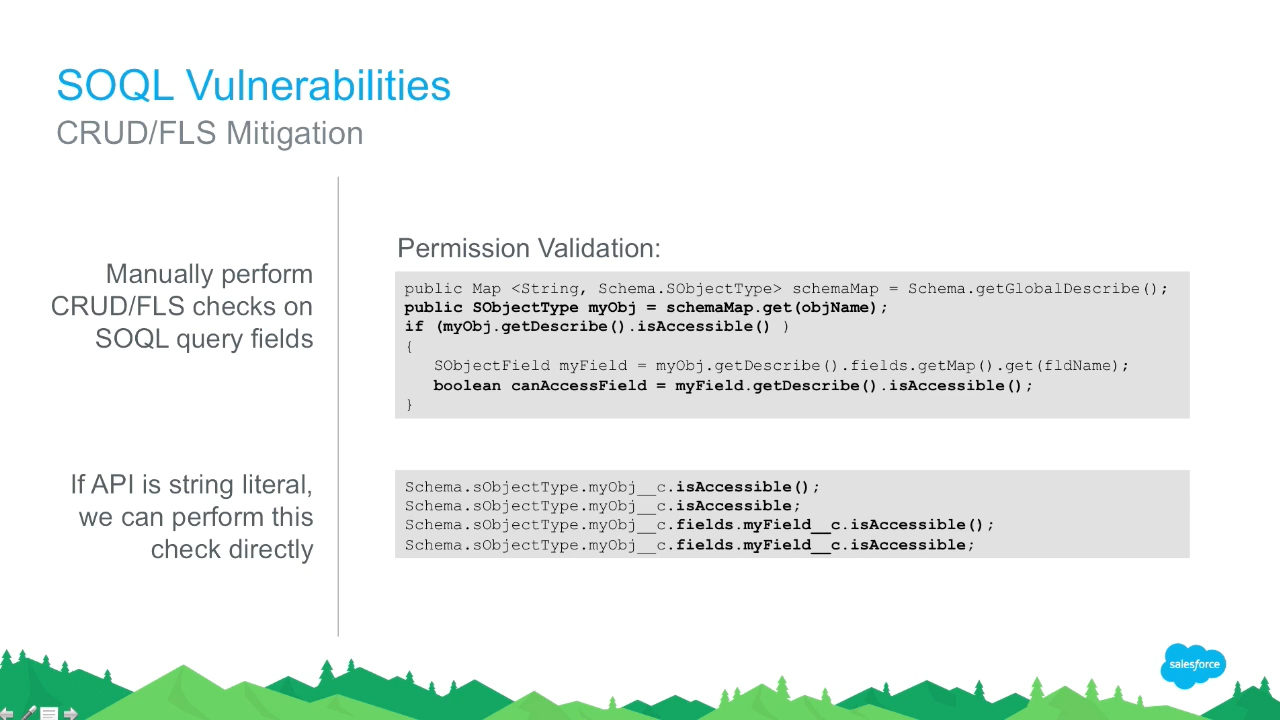 SOQL Vulnerabilities
CRUD/FLS Mitigation
Manually perform
CRUD/FLS checks on
SOQL query fields
Permission Validation:
public Map <String, Schema.SObjectType> schemaMap = Schema.getGlobalDescribe();
public SObjectType myObj = schemaMap.get(objName);
if (myObj.getDescribe().isAccessible() )
{
SObjectField myField = myObj.getDescribe().fields.getMap().get(fldName);
boolean canAccessField = myField.getDescribe().isAccessible();
}
If API is string literal,
we can perform this
check directly
Schema.sObjectType.myObj__c.isAccessible();
Schema.sObjectType.myObj__c.isAccessible;
Schema.sObjectType.myObj__c.fields.myField__c.isAccessible();
Schema.sObjectType.myObj__c.fields.myField__c.isAccessible;
salesforce